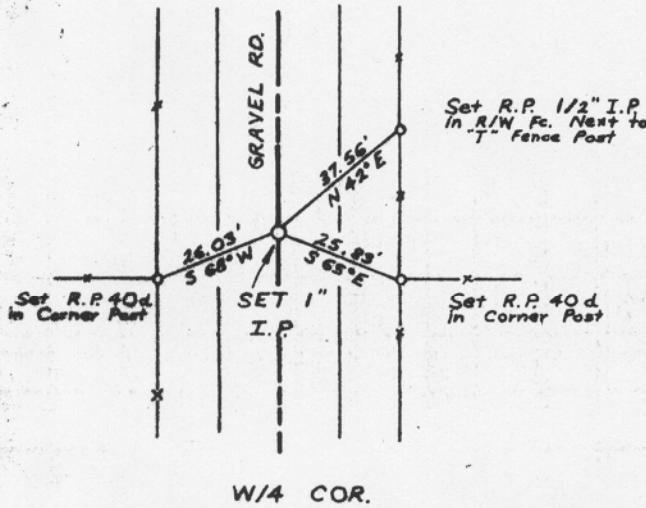 GRAVEL RD.
Set R.P. 1/2" I.P.
in R/W Fc. Next to
"T" Fence Post
37.56'
N 42° E
26.03'
S 68° W
25.83'
S 65° E
SET 1"
I.P.
Set R.P. 40d
in Corner Post
Set R.P. 40d
in Corner Post
W/4 COR.